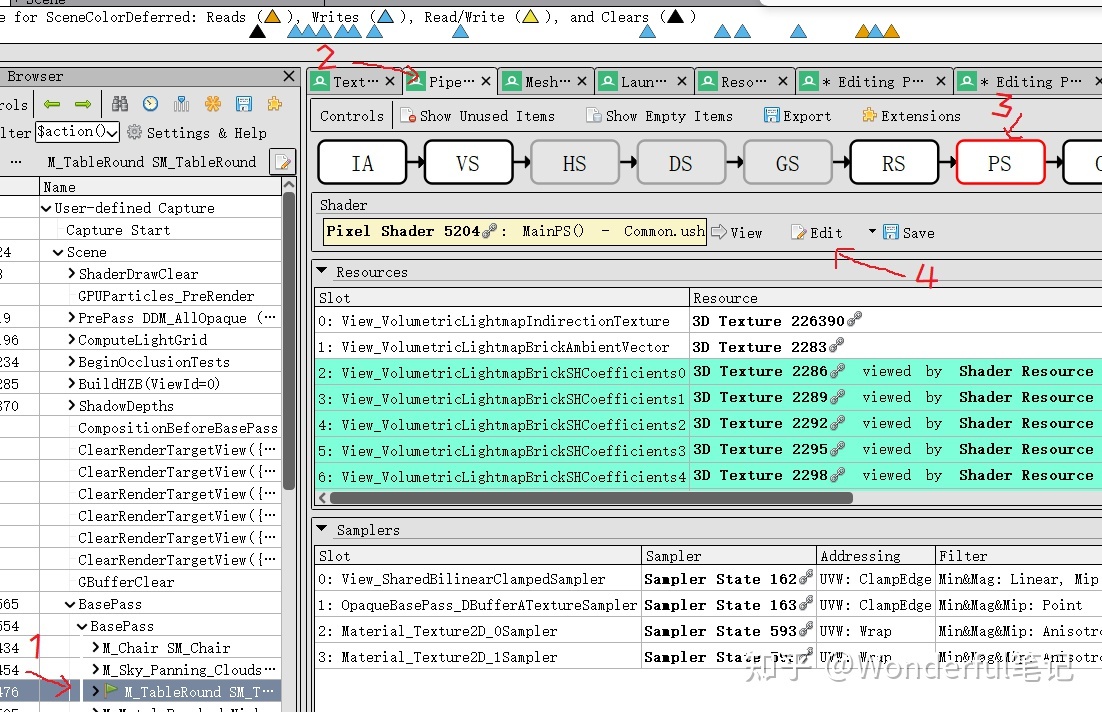 Scene
e for SceneColorDeferred: Reads ( ), Writes ( ), Read/Write ( ), and Clears ( )
2
Browser
Text··· Pipe··· Mesh··· Laun··· Reso··· * Editing P··· * Editing P···
3
rols
Controls Show Unused Items Show Empty Items Export Extensions
lter $action() Settings & Help
··· M_TableRound SM_TableRound
IA VS HS DS GS RS PS
Name
User-defined Capture
Capture Start
24 Scene
3 ShaderDrawClear
GPUParticles_PreRender
19 PrePass DDM_AllOpaque (···
196 ComputeLightGrid
234 BeginOcclusionTests
285 BuildHZB(ViewId=0)
370 ShadowDepths
CompositionBeforeBasePass
ClearRenderTargetView({···
ClearRenderTargetView({···
ClearRenderTargetView({···
ClearRenderTargetView({···
ClearRenderTargetView({···
ClearRenderTargetView({···
GBufferClear
565 BasePass
554 BasePass
434 M_Chair SM_Chair
1
454 M_Sky_Panning_Clouds···
476 M_TableRound SM_T···
Shader
Pixel Shader 5204: MainPS() - Common.ush View Edit Save
4
Resources
Slot Resource
0: View_VolumetricLightmapIndirectionTexture 3D Texture 226390
1: View_VolumetricLightmapBrickAmbientVector 3D Texture 2283
2: View_VolumetricLightmapBrickSHCoefficients0 3D Texture 2286 viewed by Shader Resource
3: View_VolumetricLightmapBrickSHCoefficients1 3D Texture 2289 viewed by Shader Resource
4: View_VolumetricLightmapBrickSHCoefficients2 3D Texture 2292 viewed by Shader Resource
5: View_VolumetricLightmapBrickSHCoefficients3 3D Texture 2295 viewed by Shader Resource
6: View_VolumetricLightmapBrickSHCoefficients4 3D Texture 2298 viewed by Shader Resource
Samplers
Slot Sampler Addressing Filter
0: View_SharedBilinearClampedSampler Sampler State 162 UVW: ClampEdge Min&Mag: Linear, Mip
1: OpaqueBasePass_DBufferATextureSampler Sampler State 163 UVW: ClampEdge Min&Mag&Mip: Point
2: Material_Texture2D_0Sampler Sampler State 593 UVW: Wrap Min&Mag&Mip: Anisotro
3: Material_Texture2D_1Sampler Sampler State 593 UVW: Wrap Min&Mag&Mip: Anisotro
知乎 @Wonderful笔记